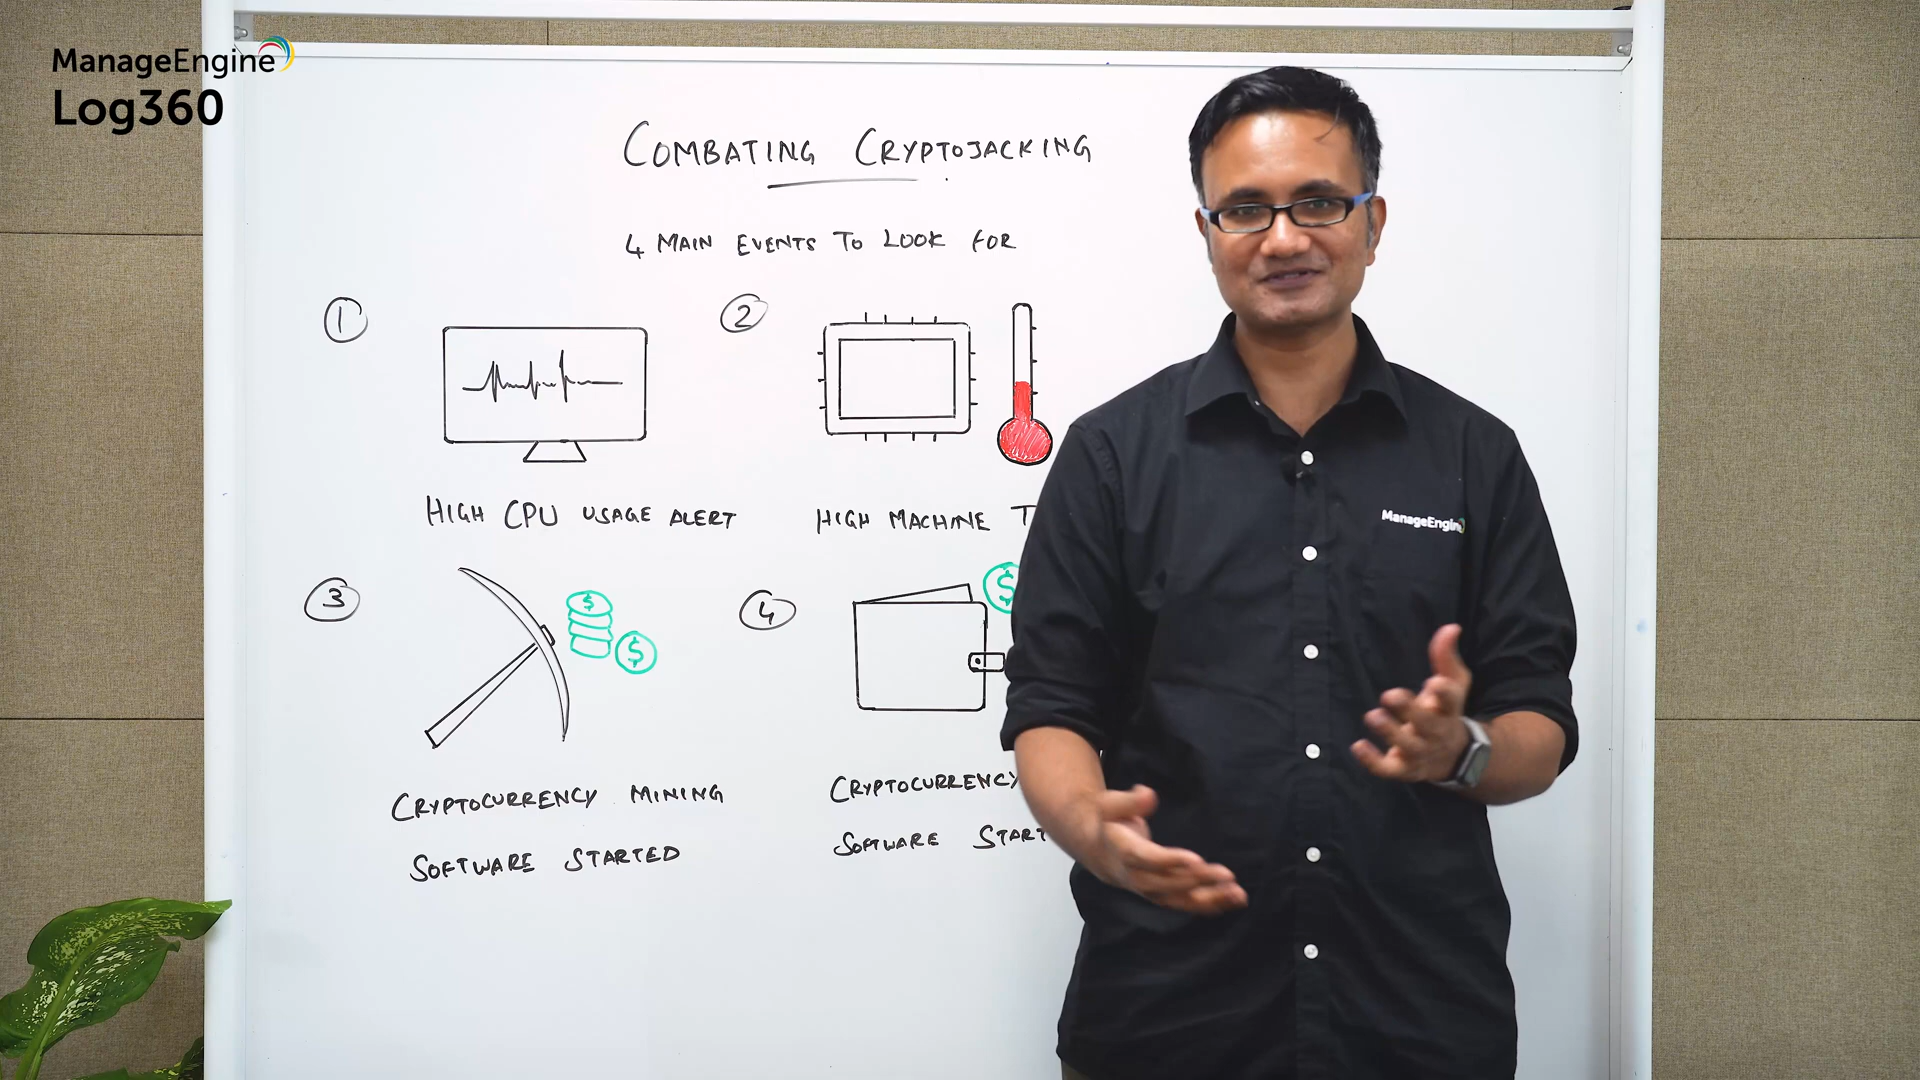 ManageEngine
Log360
COMBATING CRYPTOJACKING
4 MAIN EVENTS TO LOOK FOR
1
2
HIGH CPU USAGE ALERT
HIGH MACHINE
3
$
$
4
$
CRYPTOCURRENCY MINING
SOFTWARE STARTED
CRYPTOCURRENCY
SOFTWARE START
ManageEngine